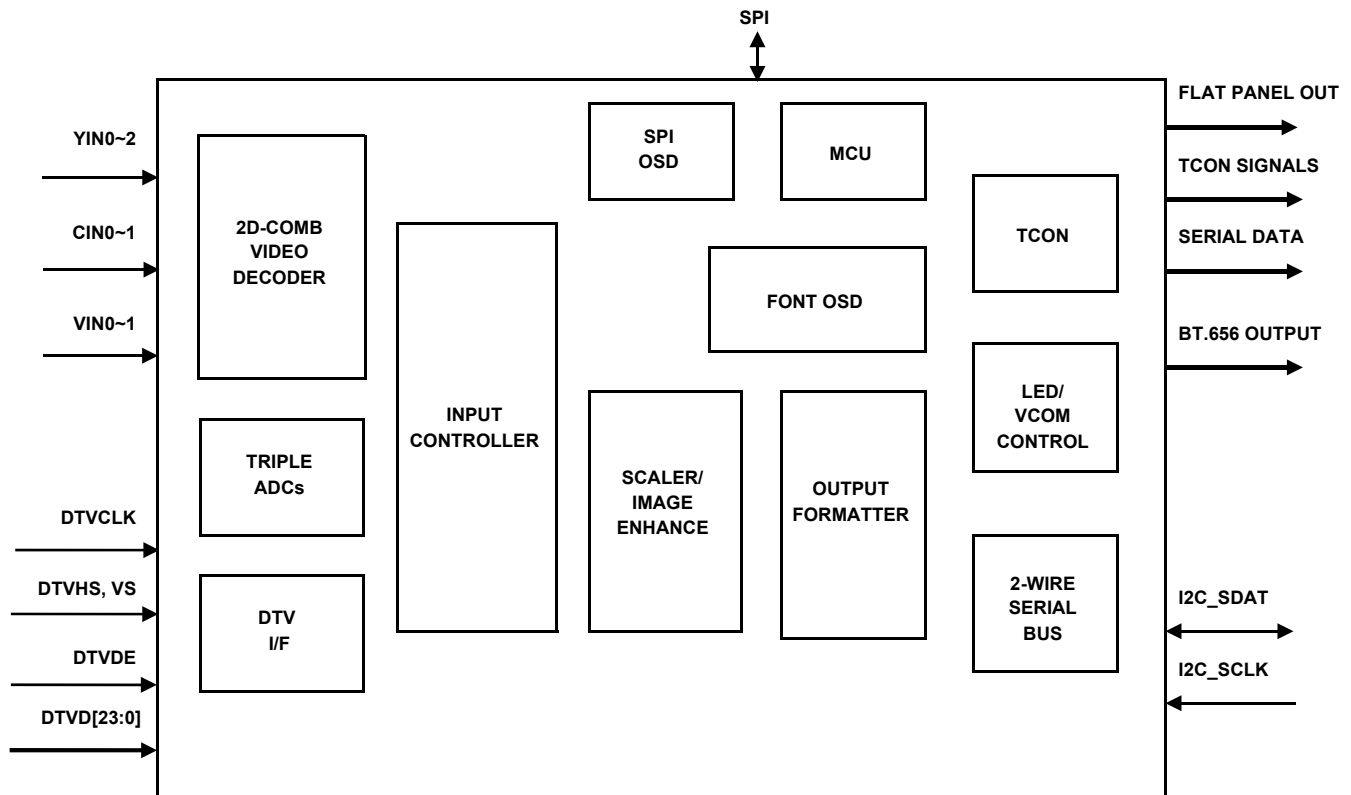 SPI
FLAT PANEL OUT
YIN0~2
SPI
OSD
MCU
TCON SIGNALS
CIN0~1
2D-COMB
VIDEO
DECODER
TCON
SERIAL DATA
FONT OSD
VIN0~1
BT.656 OUTPUT
INPUT
CONTROLLER
LED/
VCOM
CONTROL
TRIPLE
ADCs
SCALER/
IMAGE
ENHANCE
OUTPUT
FORMATTER
DTVCLK
DTVHS, VS
DTV
I/F
2-WIRE
SERIAL
BUS
I2C_SDAT
DTVDE
I2C_SCLK
DTVD[23:0]